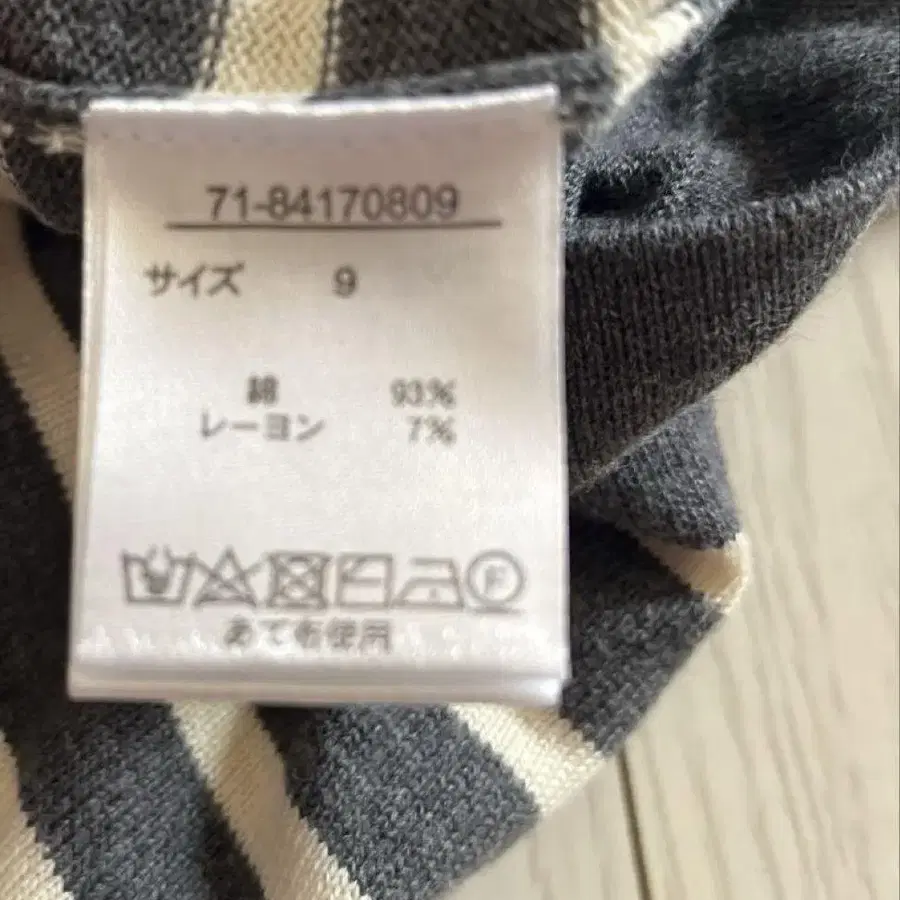 71-84170809
サイズ 9
綿 93%
レーヨン 7%
F
あて布使用